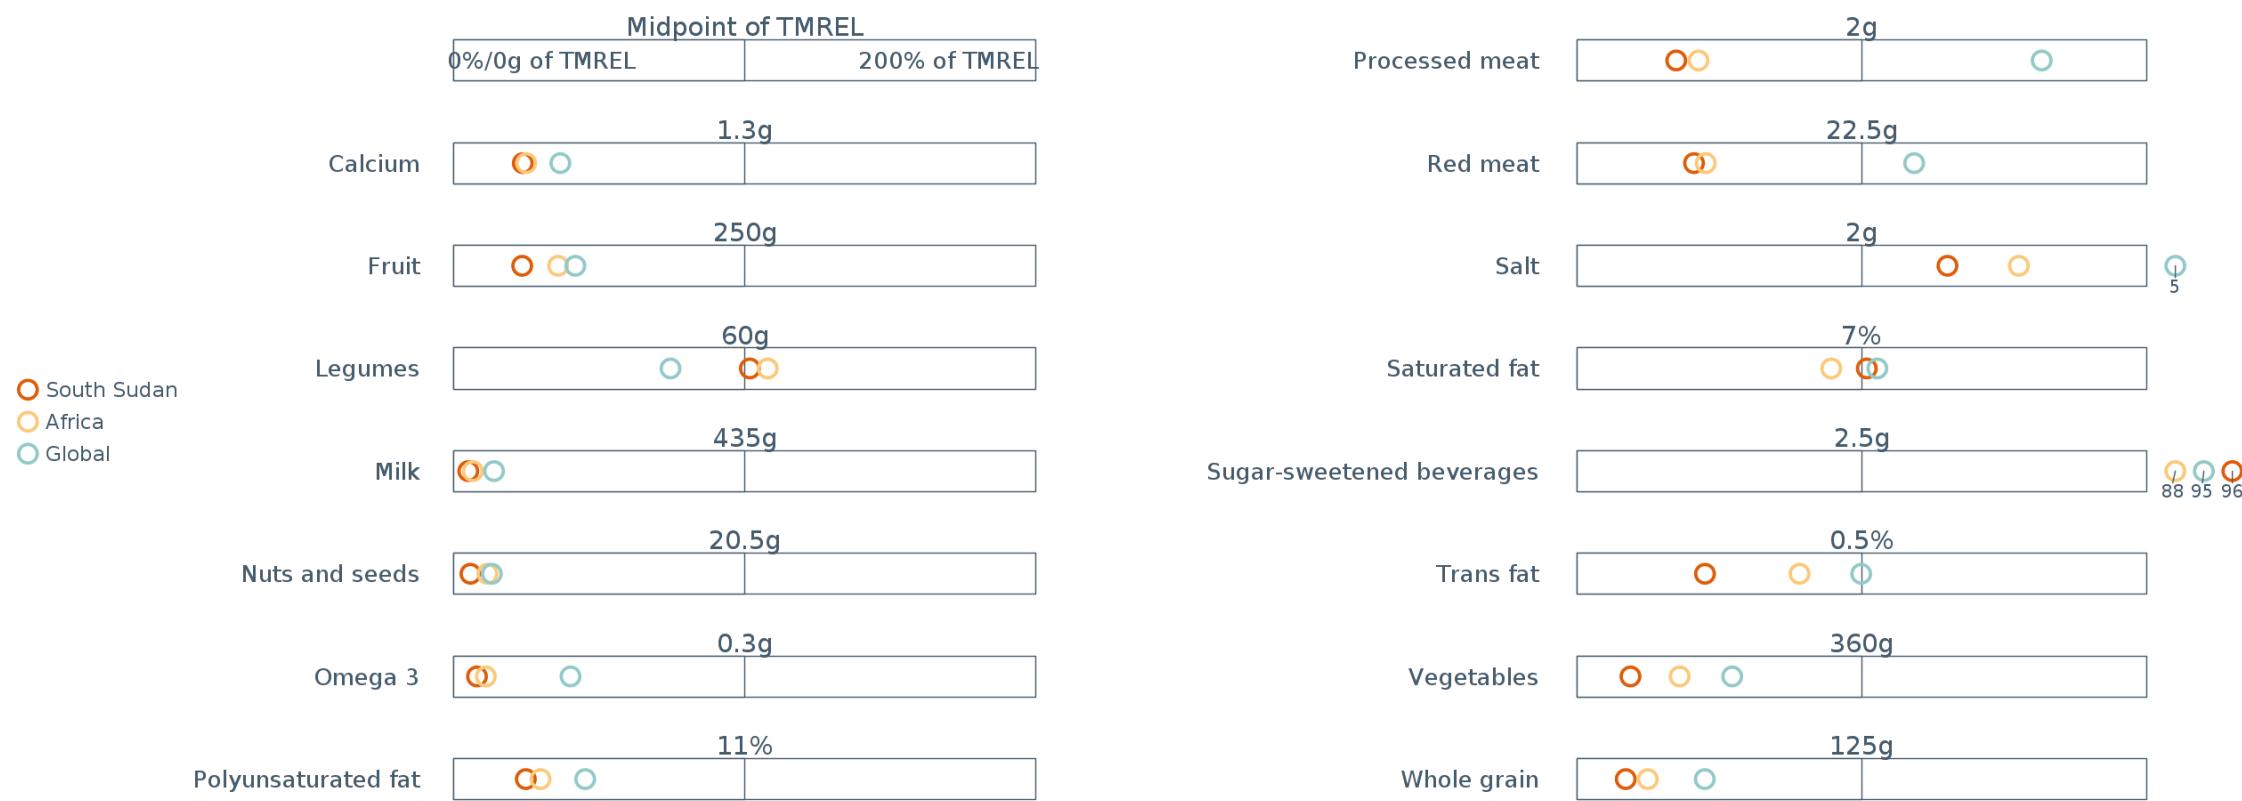 Midpoint of TMREL
0%/0g of TMREL 200% of TMREL
1.3g
Calcium
250g
Fruit
60g
Legumes
435g
Milk
20.5g
Nuts and seeds
0.3g
Omega 3
11%
Polyunsaturated fat
South Sudan
Africa
Global
2g
Processed meat
22.5g
Red meat
2g
Salt
5
7%
Saturated fat
2.5g
Sugar-sweetened beverages
88 95 96
0.5%
Trans fat
360g
Vegetables
125g
Whole grain